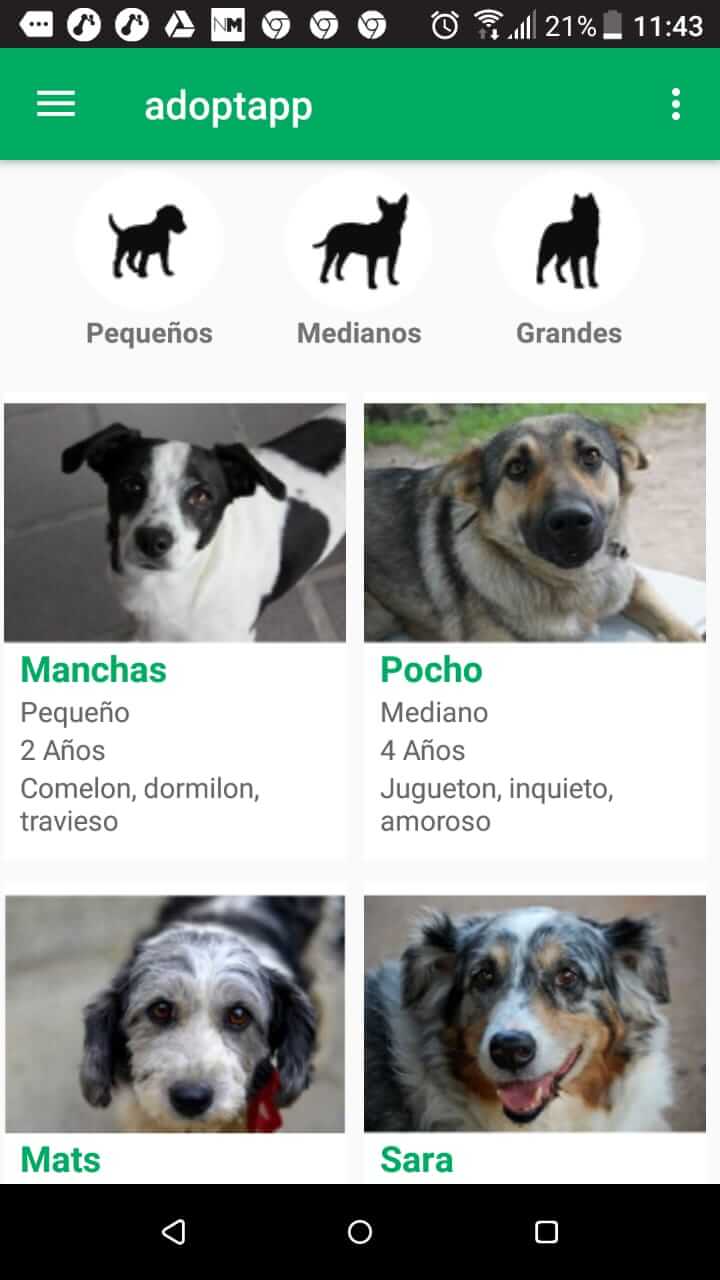 NM 21% 11:43
adoptapp
Pequeños Medianos Grandes
Manchas
Pequeño
2 Años
Comelon, dormilon,
travieso
Pocho
Mediano
4 Años
Jugueton, inquieto,
amoroso
Mats
Sara